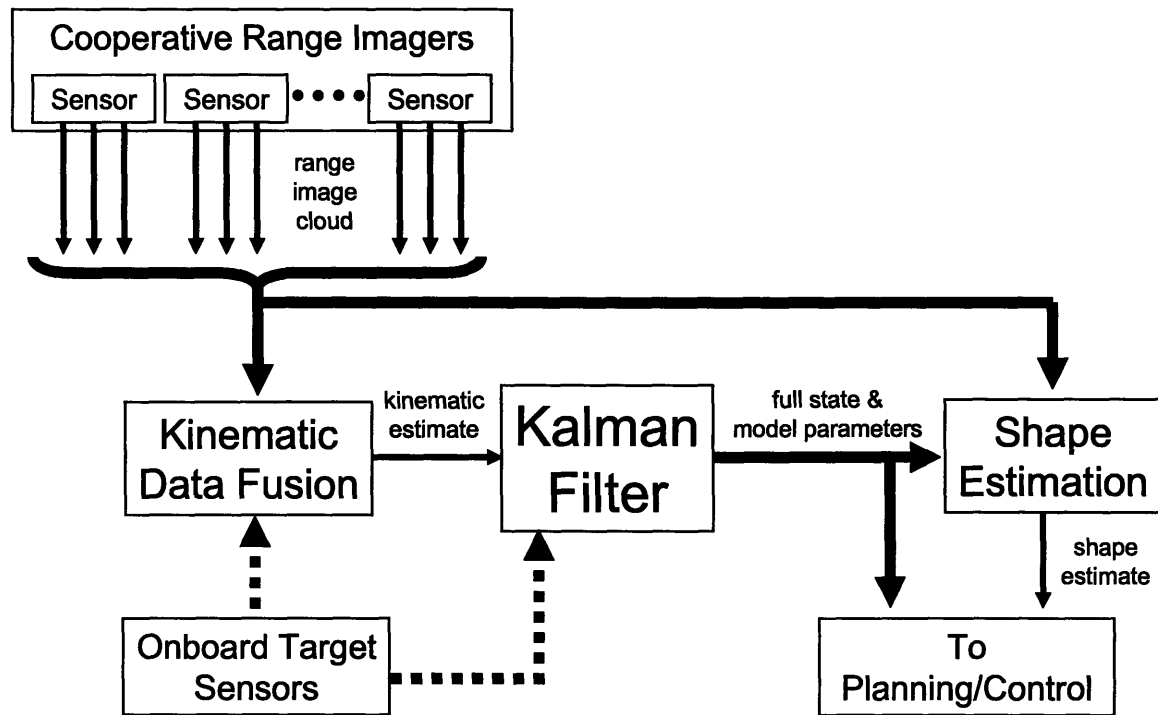 Cooperative Range Imagers
Sensor
Sensor
Sensor
range
image
cloud
Kinematic
Data Fusion
kinematic
estimate
Kalman
Filter
full state &
model parameters
Shape
Estimation
shape
estimate
Onboard Target
Sensors
To
Planning/Control